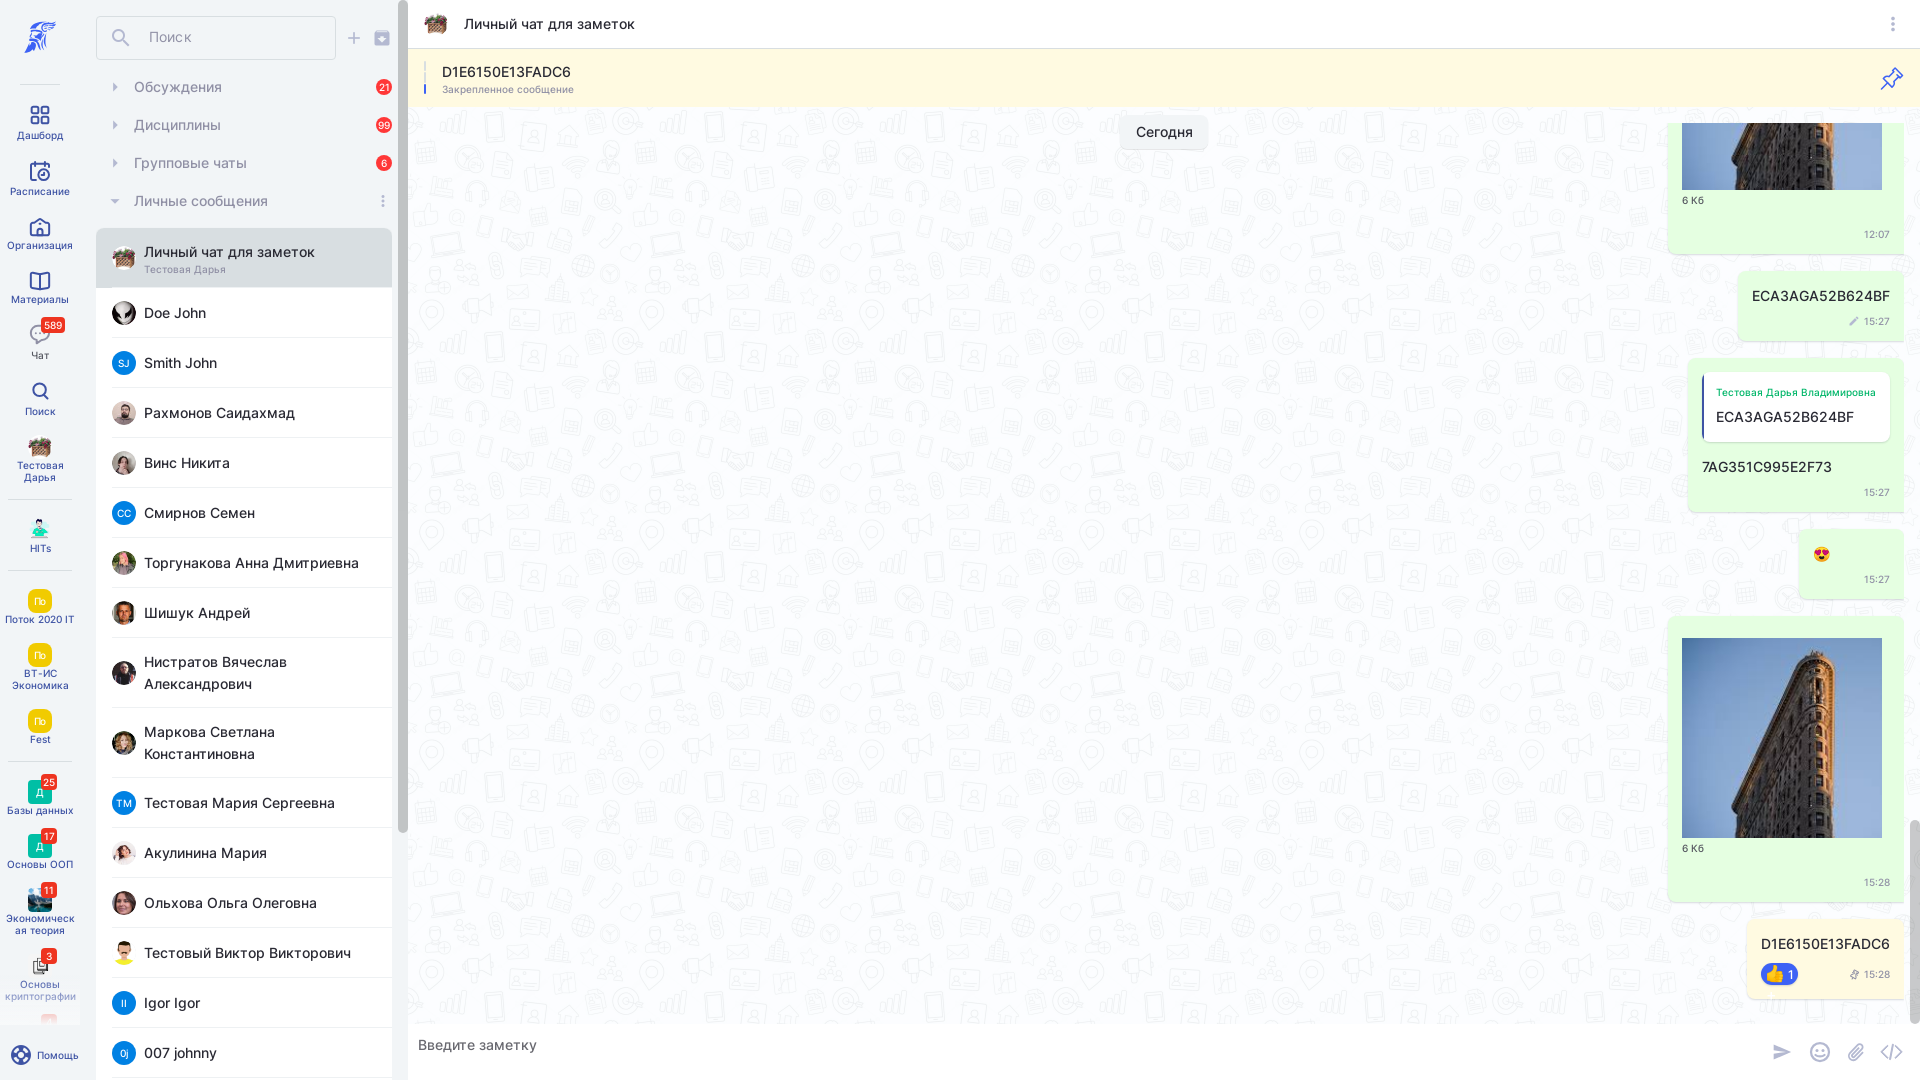 Дашборд
Расписание
Организация
Материалы
589
Чат
Поиск
Тестовая
Дарья
HITs
По
Поток 2020 IT
По
ВТ-ИС
Экономика
По
Fest
25
Д
Базы данных
17
Д
Основы ООП
11
Экономическ
ая теория
3
Основы
криптографии
Помощь
Поиск
Обсуждения
21
Дисциплины
99
Групповые чаты
6
Личные сообщения
Личный чат для заметок
Тестовая Дарья
Doe John
SJ
Smith John
Рахмонов Саидахмад
Винс Никита
СС
Смирнов Семен
Торгунакова Анна Дмитриевна
Шишук Андрей
Нистратов Вячеслав
Александрович
Маркова Светлана
Константиновна
ТМ
Тестовая Мария Сергеевна
Акулинина Мария
Ольхова Ольга Олеговна
Тестовый Виктор Викторович
II
Igor Igor
0j
007 johnny
Личный чат для заметок
D1E6150E13FADC6
Закрепленное сообщение
Сегодня
6 Кб
12:07
ECA3AGA52B624BF
15:27
Тестовая Дарья Владимировна
ECA3AGA52B624BF
7AG351C995E2F73
15:27
15:27
6 Кб
15:28
D1E6150E13FADC6
1
15:28
Введите заметку